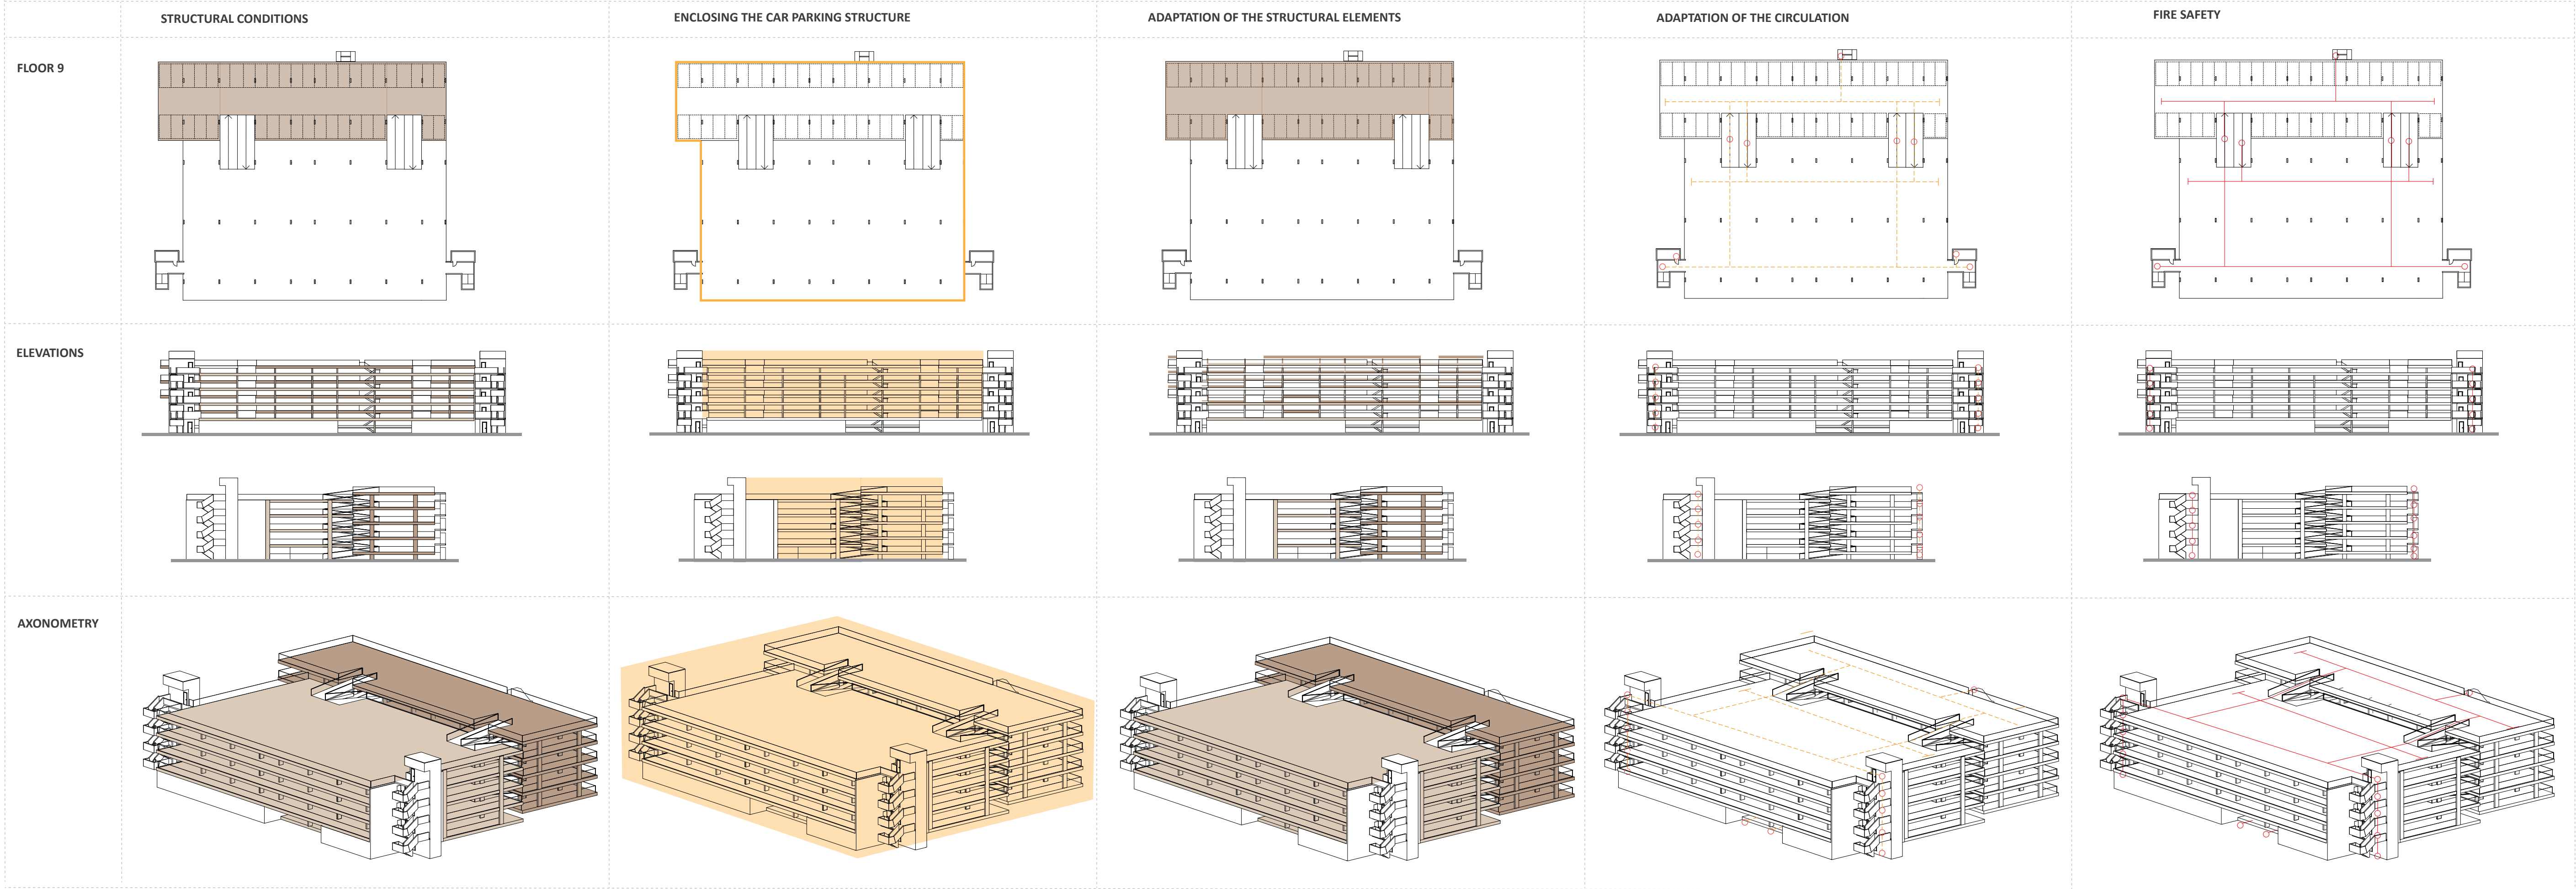 STRUCTURAL CONDITIONS
ENCLOSING THE CAR PARKING STRUCTURE
ADAPTATION OF THE STRUCTURAL ELEMENTS
ADAPTATION OF THE CIRCULATION
FIRE SAFETY
FLOOR 9
ELEVATIONS
AXONOMETRY